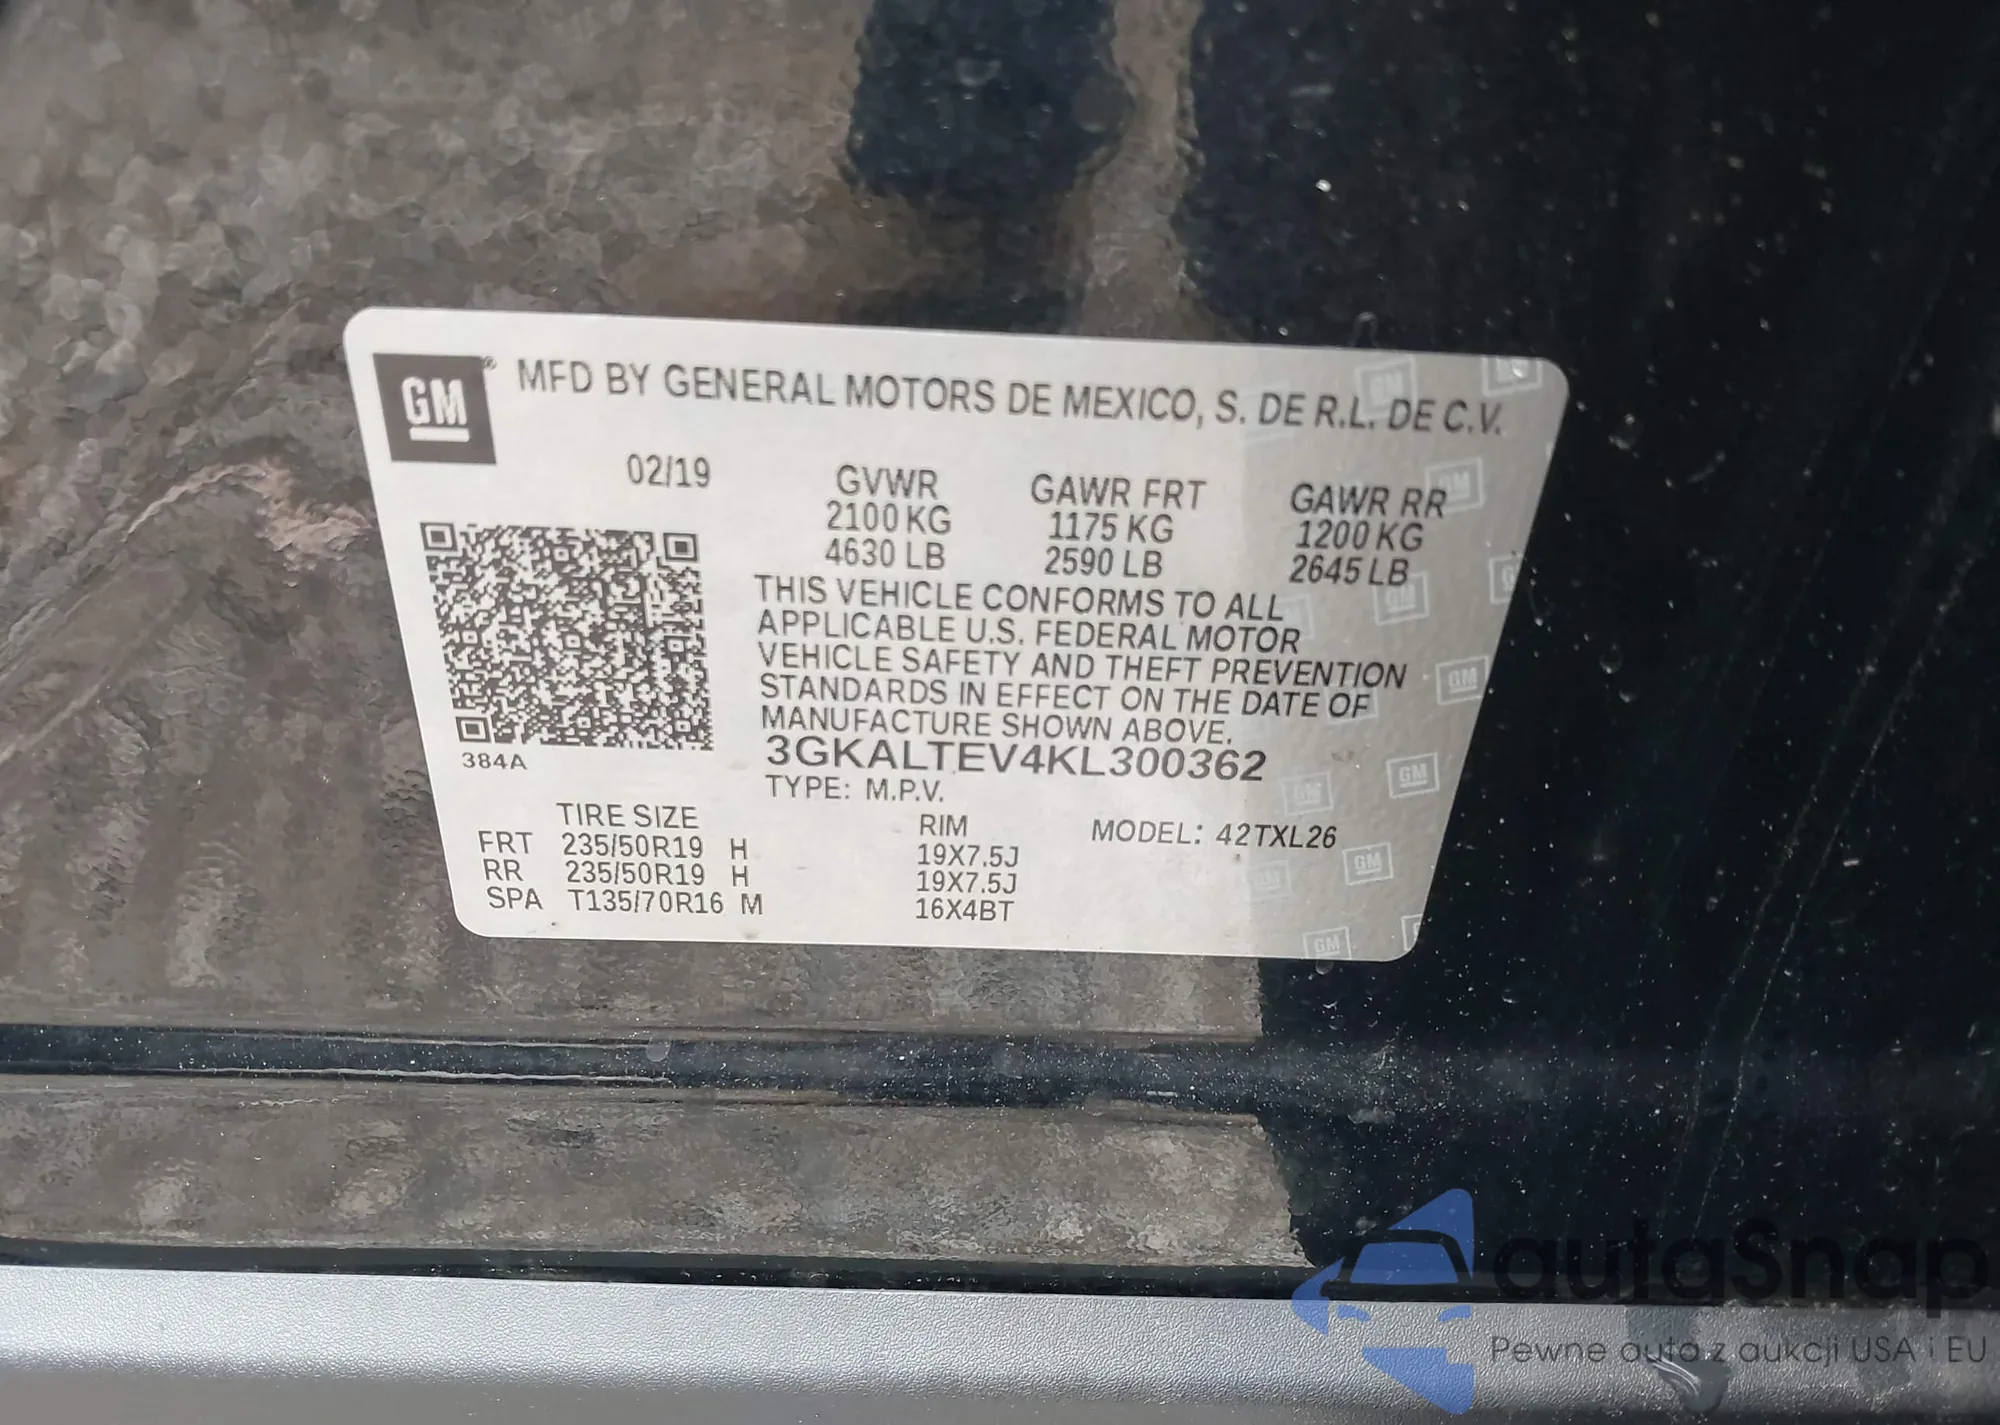 GM® MFD BY GENERAL MOTORS DE MEXICO, S. DE R.L. DE C.V.
02/19
GVWR GAWR FRT GAWR RR
2100 KG 1175 KG 1200 KG
4630 LB 2590 LB 2645 LB
THIS VEHICLE CONFORMS TO ALL
APPLICABLE U.S. FEDERAL MOTOR
VEHICLE SAFETY AND THEFT PREVENTION
STANDARDS IN EFFECT ON THE DATE OF
MANUFACTURE SHOWN ABOVE.
384A
3GKALTEV4KL300362
TYPE: M.P.V.
TIRE SIZE RIM MODEL: 42TXL26
FRT 235/50R19 H 19X7.5J
RR 235/50R19 H 19X7.5J
SPA T135/70R16 M 16X4BT
autaSnap
Pewne auta z aukcji USA i EU